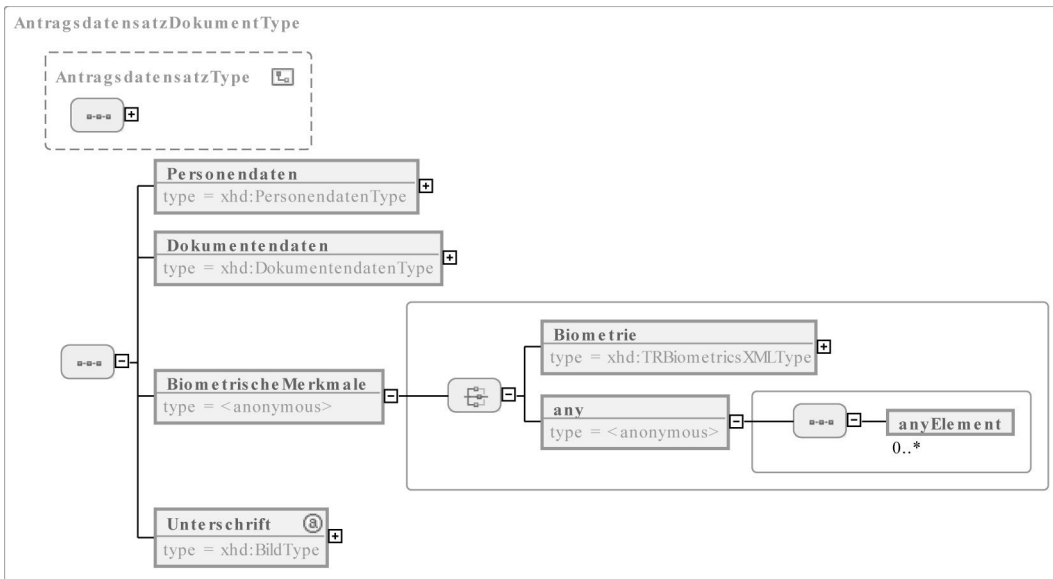 AntragsdatensatzDokumentType
AntragsdatensatzType
Personendaten
type = xhd:PersonendatenType
Dokumentendaten
type = xhd:DokumentendatenType
BiometrischeMerkmale
type = <anonymous>
Biometrie
type = xhd:TRBiometricsXMLType
any
type = <anonymous>
anyElement
0..*
Unterschrift a
type = xhd:BildType